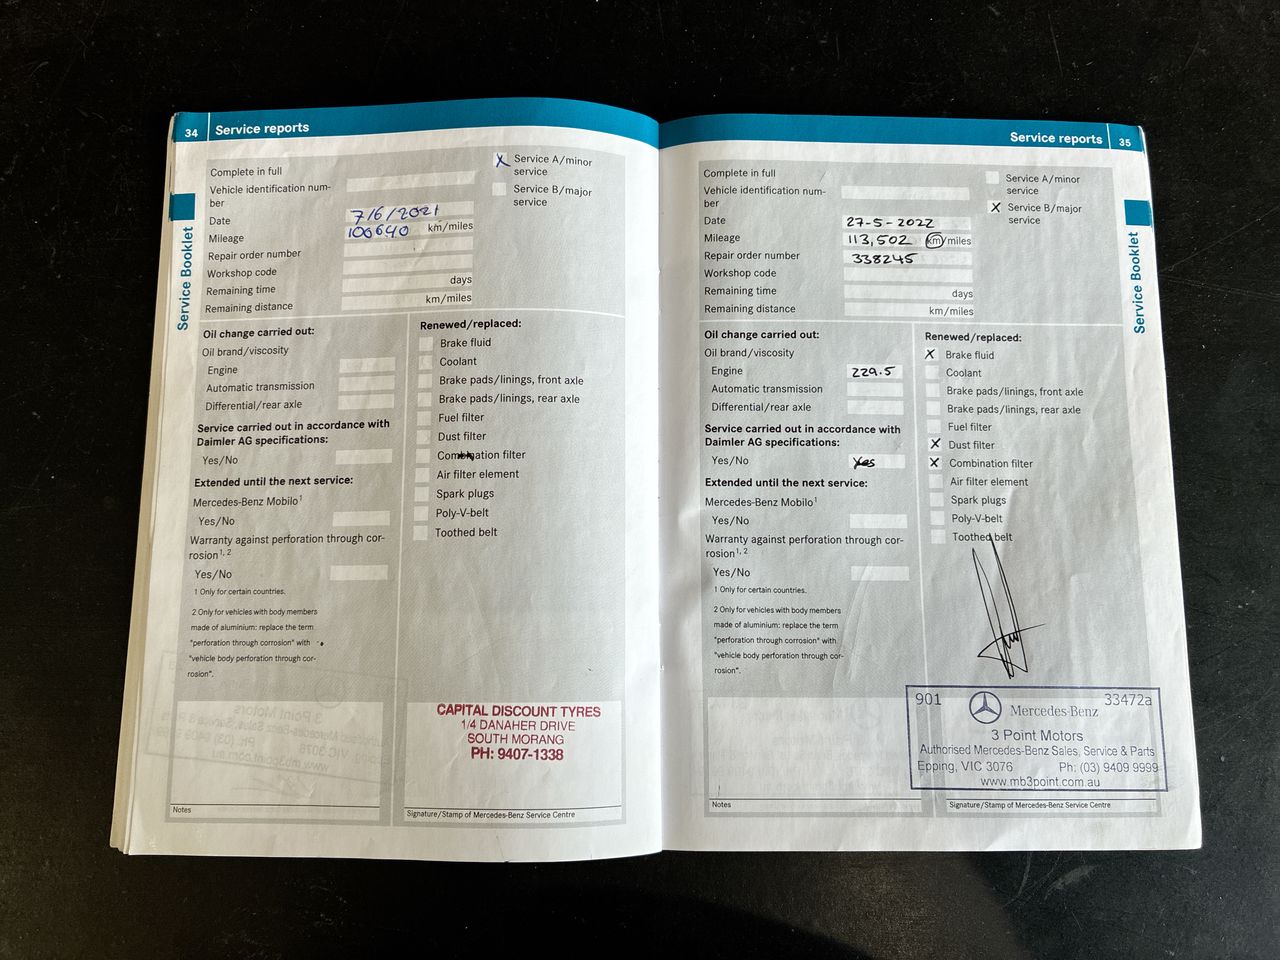 34 Service reports
Complete in full
Vehicle identification num-
ber
Date 7/6/2021
Mileage 106640 km/miles
Repair order number
Workshop code
Remaining time days
Remaining distance km/miles
X Service A/minor
service
Service B/major
service
Service Booklet
Oil change carried out:
Oil brand/viscosity
Engine
Automatic transmission
Differential/rear axle
Service carried out in accordance with
Daimler AG specifications:
Yes/No
Extended until the next service:
Mercedes-Benz Mobilo1
Yes/No
Warranty against perforation through cor-
rosion1, 2
Yes/No
1 Only for certain countries.
2 Only for vehicles with body members
made of aluminium: replace the term
"perforation through corrosion" with
"vehicle body perforation through cor-
rosion".
Renewed/replaced:
Brake fluid
Coolant
Brake pads/linings, front axle
Brake pads/linings, rear axle
Fuel filter
Dust filter
Combination filter
Air filter element
Spark plugs
Poly-V-belt
Toothed belt
CAPITAL DISCOUNT TYRES
1/4 DANAHER DRIVE
SOUTH MORANG
PH: 9407-1338
Notes
Signature/Stamp of Mercedes-Benz Service Centre
Service reports 35
Complete in full
Vehicle identification num-
ber
Date 27-5-2022
Mileage 113,502 km/miles
Repair order number 338245
Workshop code
Remaining time days
Remaining distance km/miles
Service A/minor
service
X Service B/major
service
Service Booklet
Oil change carried out:
Oil brand/viscosity
Engine 229.5
Automatic transmission
Differential/rear axle
Service carried out in accordance with
Daimler AG specifications:
Yes/No Yes
Extended until the next service:
Mercedes-Benz Mobilo1
Yes/No
Warranty against perforation through cor-
rosion1, 2
Yes/No
1 Only for certain countries.
2 Only for vehicles with body members
made of aluminium: replace the term
"perforation through corrosion" with
"vehicle body perforation through cor-
rosion".
Renewed/replaced:
X Brake fluid
Coolant
Brake pads/linings, front axle
Brake pads/linings, rear axle
Fuel filter
X Dust filter
X Combination filter
Air filter element
Spark plugs
Poly-V-belt
Toothed belt
901 33472a
Mercedes-Benz
3 Point Motors
Authorised Mercedes-Benz Sales, Service & Parts
Epping, VIC 3076 Ph: (03) 9409 9999
www.mb3point.com.au
Notes
Signature/Stamp of Mercedes-Benz Service Centre